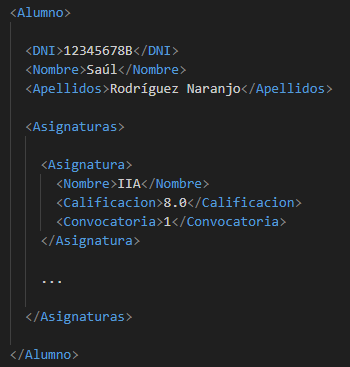 <Alumno>
<DNI>12345678B</DNI>
<Nombre>Saúl</Nombre>
<Apellidos>Rodríguez Naranjo</Apellidos>
<Asignaturas>
<Asignatura>
<Nombre>IIA</Nombre>
<Calificacion>8.0</Calificacion>
<Convocatoria>1</Convocatoria>
</Asignatura>
...
</Asignaturas>
</Alumno>